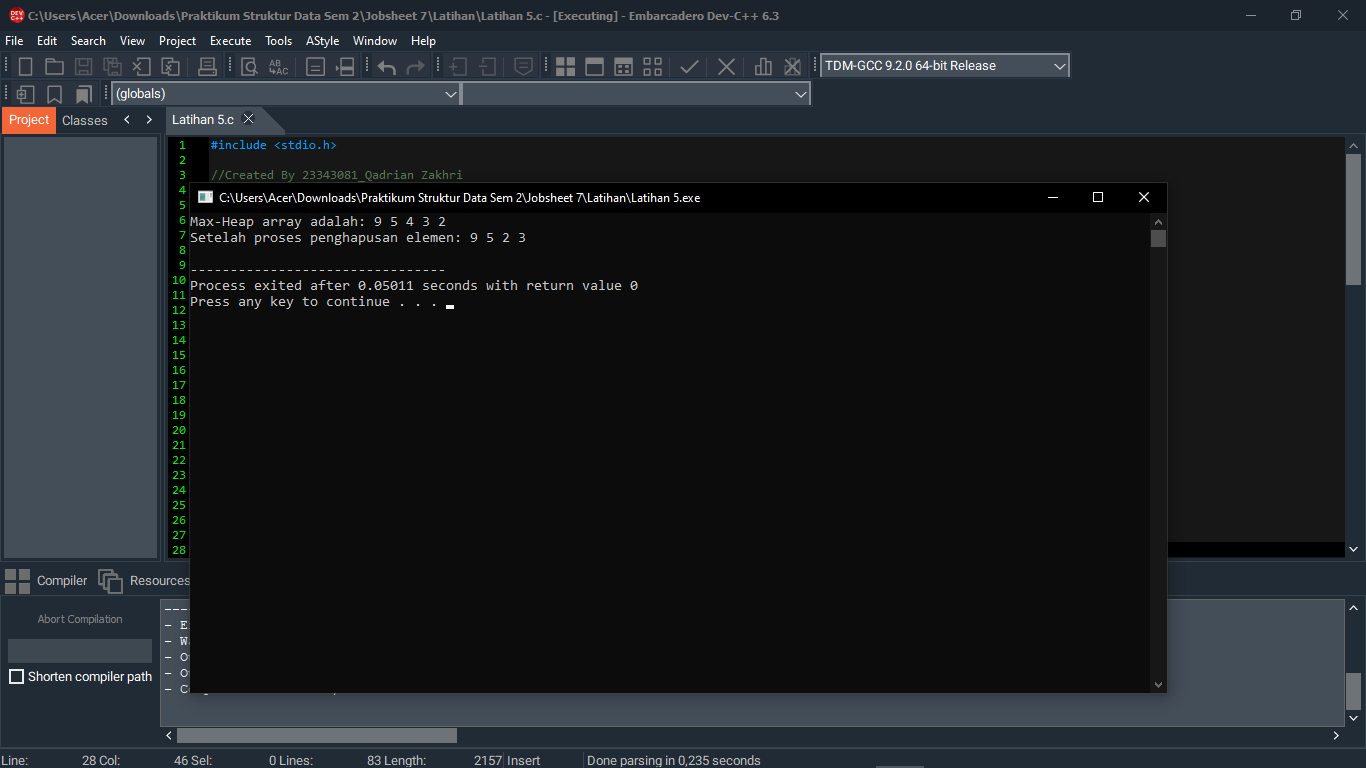 C:\Users\Acer\Downloads\Praktikum Struktur Data Sem 2\Jobsheet 7\Latihan\Latihan 5.c - [Executing] - Embarcadero Dev-C++ 6.3
File Edit Search View Project Execute Tools AStyle Window Help
TDM-GCC 9.2.0 64-bit Release
(globals)
Project Classes
Latihan 5.c
1 #include <stdio.h>
2
3 //Created By 23343081_Qadrian Zakhri
4
C:\Users\Acer\Downloads\Praktikum Struktur Data Sem 2\Jobsheet 7\Latihan\Latihan 5.exe
5
6 Max-Heap array adalah: 9 5 4 3 2
7 Setelah proses penghapusan elemen: 9 5 2 3
8
9 --------------------------------
10 Process exited after 0.05011 seconds with return value 0
11 Press any key to continue . . .
12
13
14
15
16
17
18
19
20
21
22
23
24
25
26
27
28
Compiler Resources
Abort Compilation
Shorten compiler path
---
- E
- W
- O
- O
- C
Line: 28 Col: 46 Sel: 0 Lines: 83 Length: 2157 Insert Done parsing in 0,235 seconds